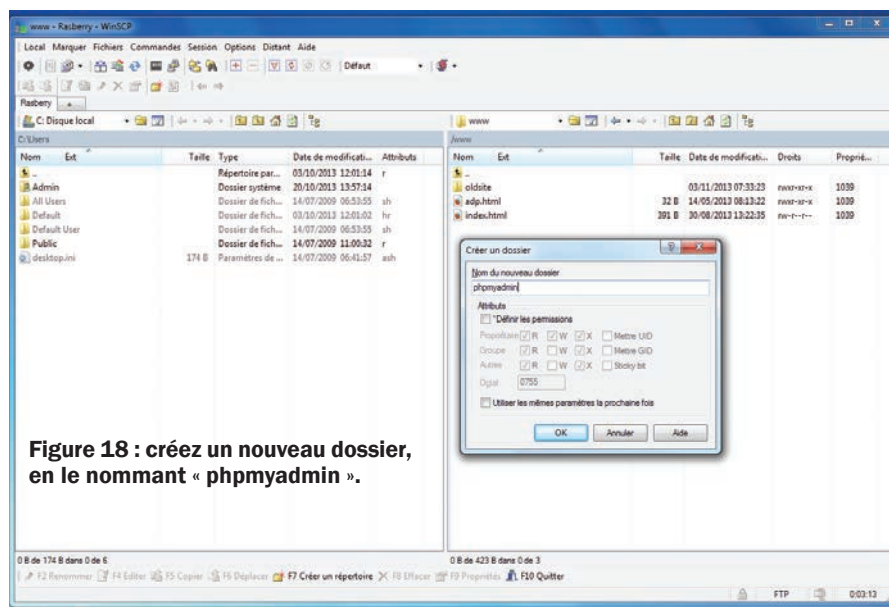 www - Rasberry - WinSCP
Local Marquer Fichiers Commandes Session Options Distant Aide
Défaut
Rasbery
C: Disque local
www
C:\Users
/www
Nom Ext Taille Type Date de modificati... Attributs
Nom Ext Taille Date de modificati... Droits Proprié...
.. Répertoire par... 03/10/2013 12:01:14 r
Admin Dossier système 20/10/2013 13:57:14
All Users Dossier de fich... 14/07/2009 06:53:55 sh
Default Dossier de fich... 03/10/2013 12:01:02 hr
Default User Dossier de fich... 14/07/2009 06:53:55 sh
Public Dossier de fich... 14/07/2009 11:00:32 r
desktop.ini 174 B Paramètres de ... 14/07/2009 06:41:57 ash
..
oldsite 03/11/2013 07:33:23 rwxr-xr-x 1039
adp.html 32 B 14/05/2013 08:13:22 rwxr-xr-x 1039
index.html 391 B 30/08/2013 13:22:35 rw-r--r-- 1039
Créer un dossier
Nom du nouveau dossier
phpmyadmin
Attributs
Définir les permissions
Propriétaire R W X Mettre UID
Groupe R W X Mettre GID
Autres R W X Sticky bit
Octal 0755
Utiliser les mêmes paramètres la prochaine fois
OK Annuler Aide
Figure 18 : créez un nouveau dossier,
en le nommant « phpmyadmin ».
0 B de 174 B dans 0 de 6
0 B de 423 B dans 0 de 3
F2 Renommer F4 Editer F5 Copier F6 Déplacer F7 Créer un répertoire F8 Effacer F9 Propriétés F10 Quitter
FTP 0:03:13